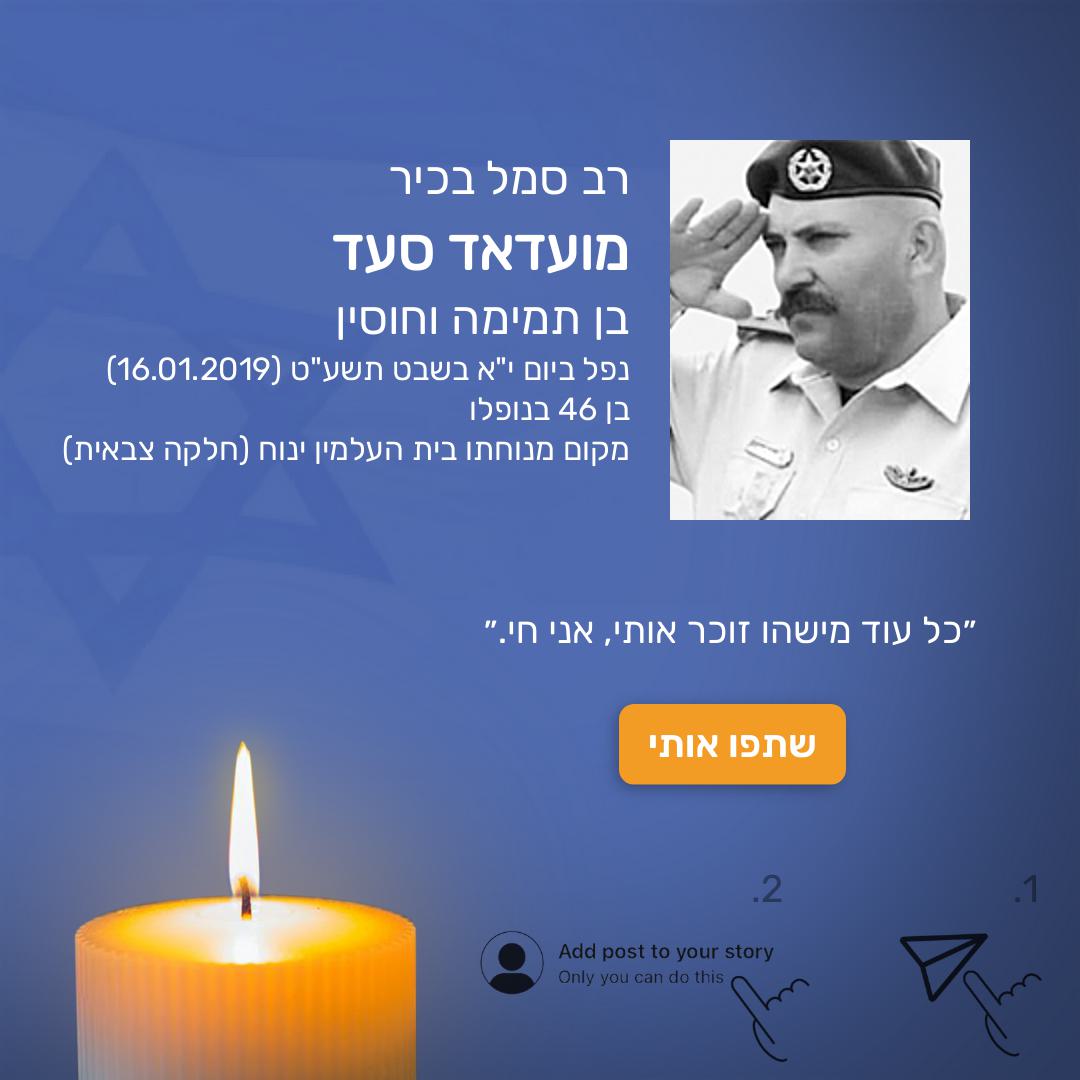 רב סמל בכיר
מועדאד סעד
בן תמימה וחוסין
נפל ביום י"א בשבט תשע"ט (16.01.2019)
בן 46 בנופלו
מקום מנוחתו בית העלמין ינוח (חלקה צבאית)
״כל עוד מישהו זוכר אותי, אני חי.״
שתפו אותי
.1
.2
Add post to your story
Only you can do this